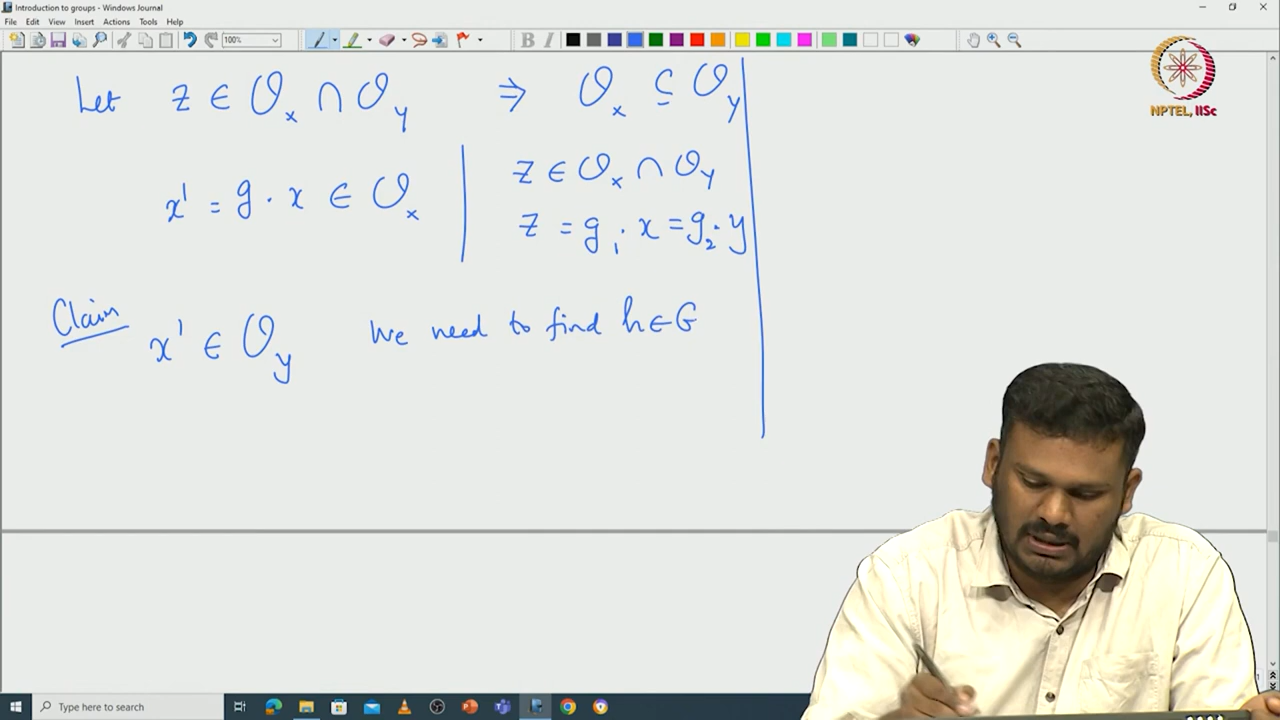 Introduction to groups - Windows Journal
File Edit View Insert Actions Tools Help
100%
B I
NPTEL, IISc
Let z ∈ O_x ∩ O_y ⇒ O_x ⊆ O_y
x' = g · x ∈ O_x
z ∈ O_x ∩ O_y
z = g_1 · x = g_2 · y
Claim
x' ∈ O_y We need to find h ∈ G
Type here to search